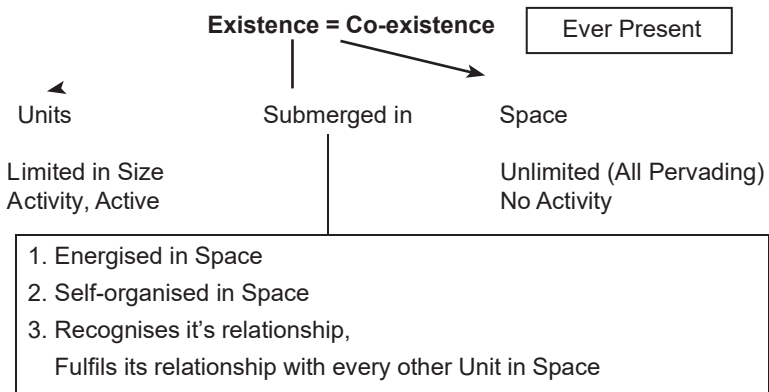 Existence = Co-existence
Ever Present
Units
Submerged in
Space
Limited in Size
Activity, Active
Unlimited (All Pervading)
No Activity
1. Energised in Space
2. Self-organised in Space
3. Recognises it's relationship,
Fulfils its relationship with every other Unit in Space